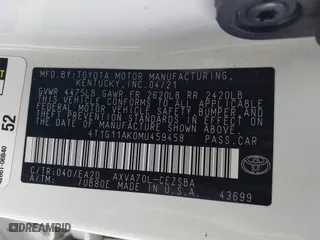 MFD.BY:TOYOTA MOTOR MANUFACTURING,
KENTUCKY,INC. 04/21
GVWR 4475LB GAWR FR 2620LB RR 2420LB
THIS VEHICLE CONFORMS TO ALL APPLICABLE
FEDERAL MOTOR VEHICLE SAFETY, BUMPER, AND
THEFT PREVENTION STANDARDS IN EFFECT ON
THE DATE OF MANUFACTURE SHOWN ABOVE.
4T1G11AK0MU459458 PASS.CAR
C/TR:040/EA20 AXVA70L-CEZSBA
A/TM: /UB80E MADE IN U.S.A.
43699
52